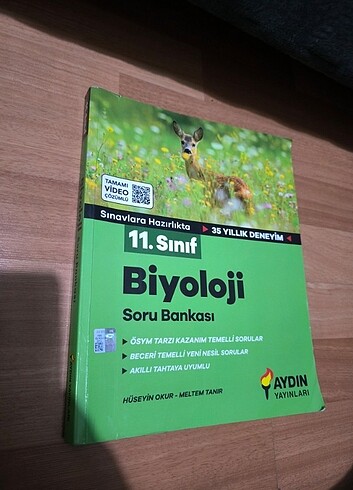 TAMAMI
VİDEO
ÇÖZÜMLÜ
Sınavlara Hazırlıkta
35 YILLIK DENEYİM
11. Sınıf
Biyoloji
Soru Bankası
ÖSYM TARZI KAZANIM TEMELLİ SORULAR
BECERİ TEMELLİ YENİ NESİL SORULAR
AKILLI TAHTAYA UYUMLU
AYDIN
YAYINLARI
HÜSEYİN OKUR - MELTEM TANIR